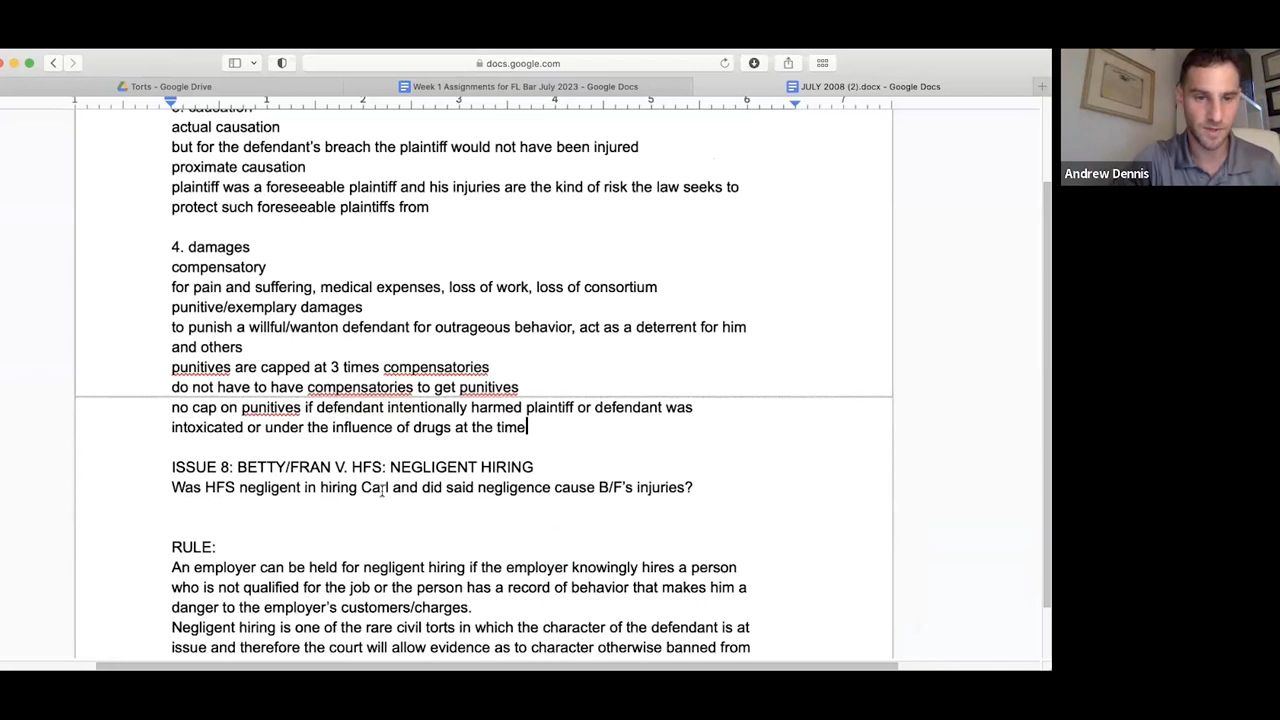 docs.google.com
Torts - Google Drive
Week 1 Assignments for FL Bar July 2023 - Google Docs
JULY 2008 (2).docx - Google Docs
1 1 2 3 4 5 6 7
3. causation
actual causation
but for the defendant's breach the plaintiff would not have been injured
proximate causation
plaintiff was a foreseeable plaintiff and his injuries are the kind of risk the law seeks to
protect such foreseeable plaintiffs from
4. damages
compensatory
for pain and suffering, medical expenses, loss of work, loss of consortium
punitive/exemplary damages
to punish a willful/wanton defendant for outrageous behavior, act as a deterrent for him
and others
punitives are capped at 3 times compensatories
do not have to have compensatories to get punitives
no cap on punitives if defendant intentionally harmed plaintiff or defendant was
intoxicated or under the influence of drugs at the time
ISSUE 8: BETTY/FRAN V. HFS: NEGLIGENT HIRING
Was HFS negligent in hiring Carl and did said negligence cause B/F's injuries?
RULE:
An employer can be held for negligent hiring if the employer knowingly hires a person
who is not qualified for the job or the person has a record of behavior that makes him a
danger to the employer's customers/charges.
Negligent hiring is one of the rare civil torts in which the character of the defendant is at
issue and therefore the court will allow evidence as to character otherwise banned from
Andrew Dennis